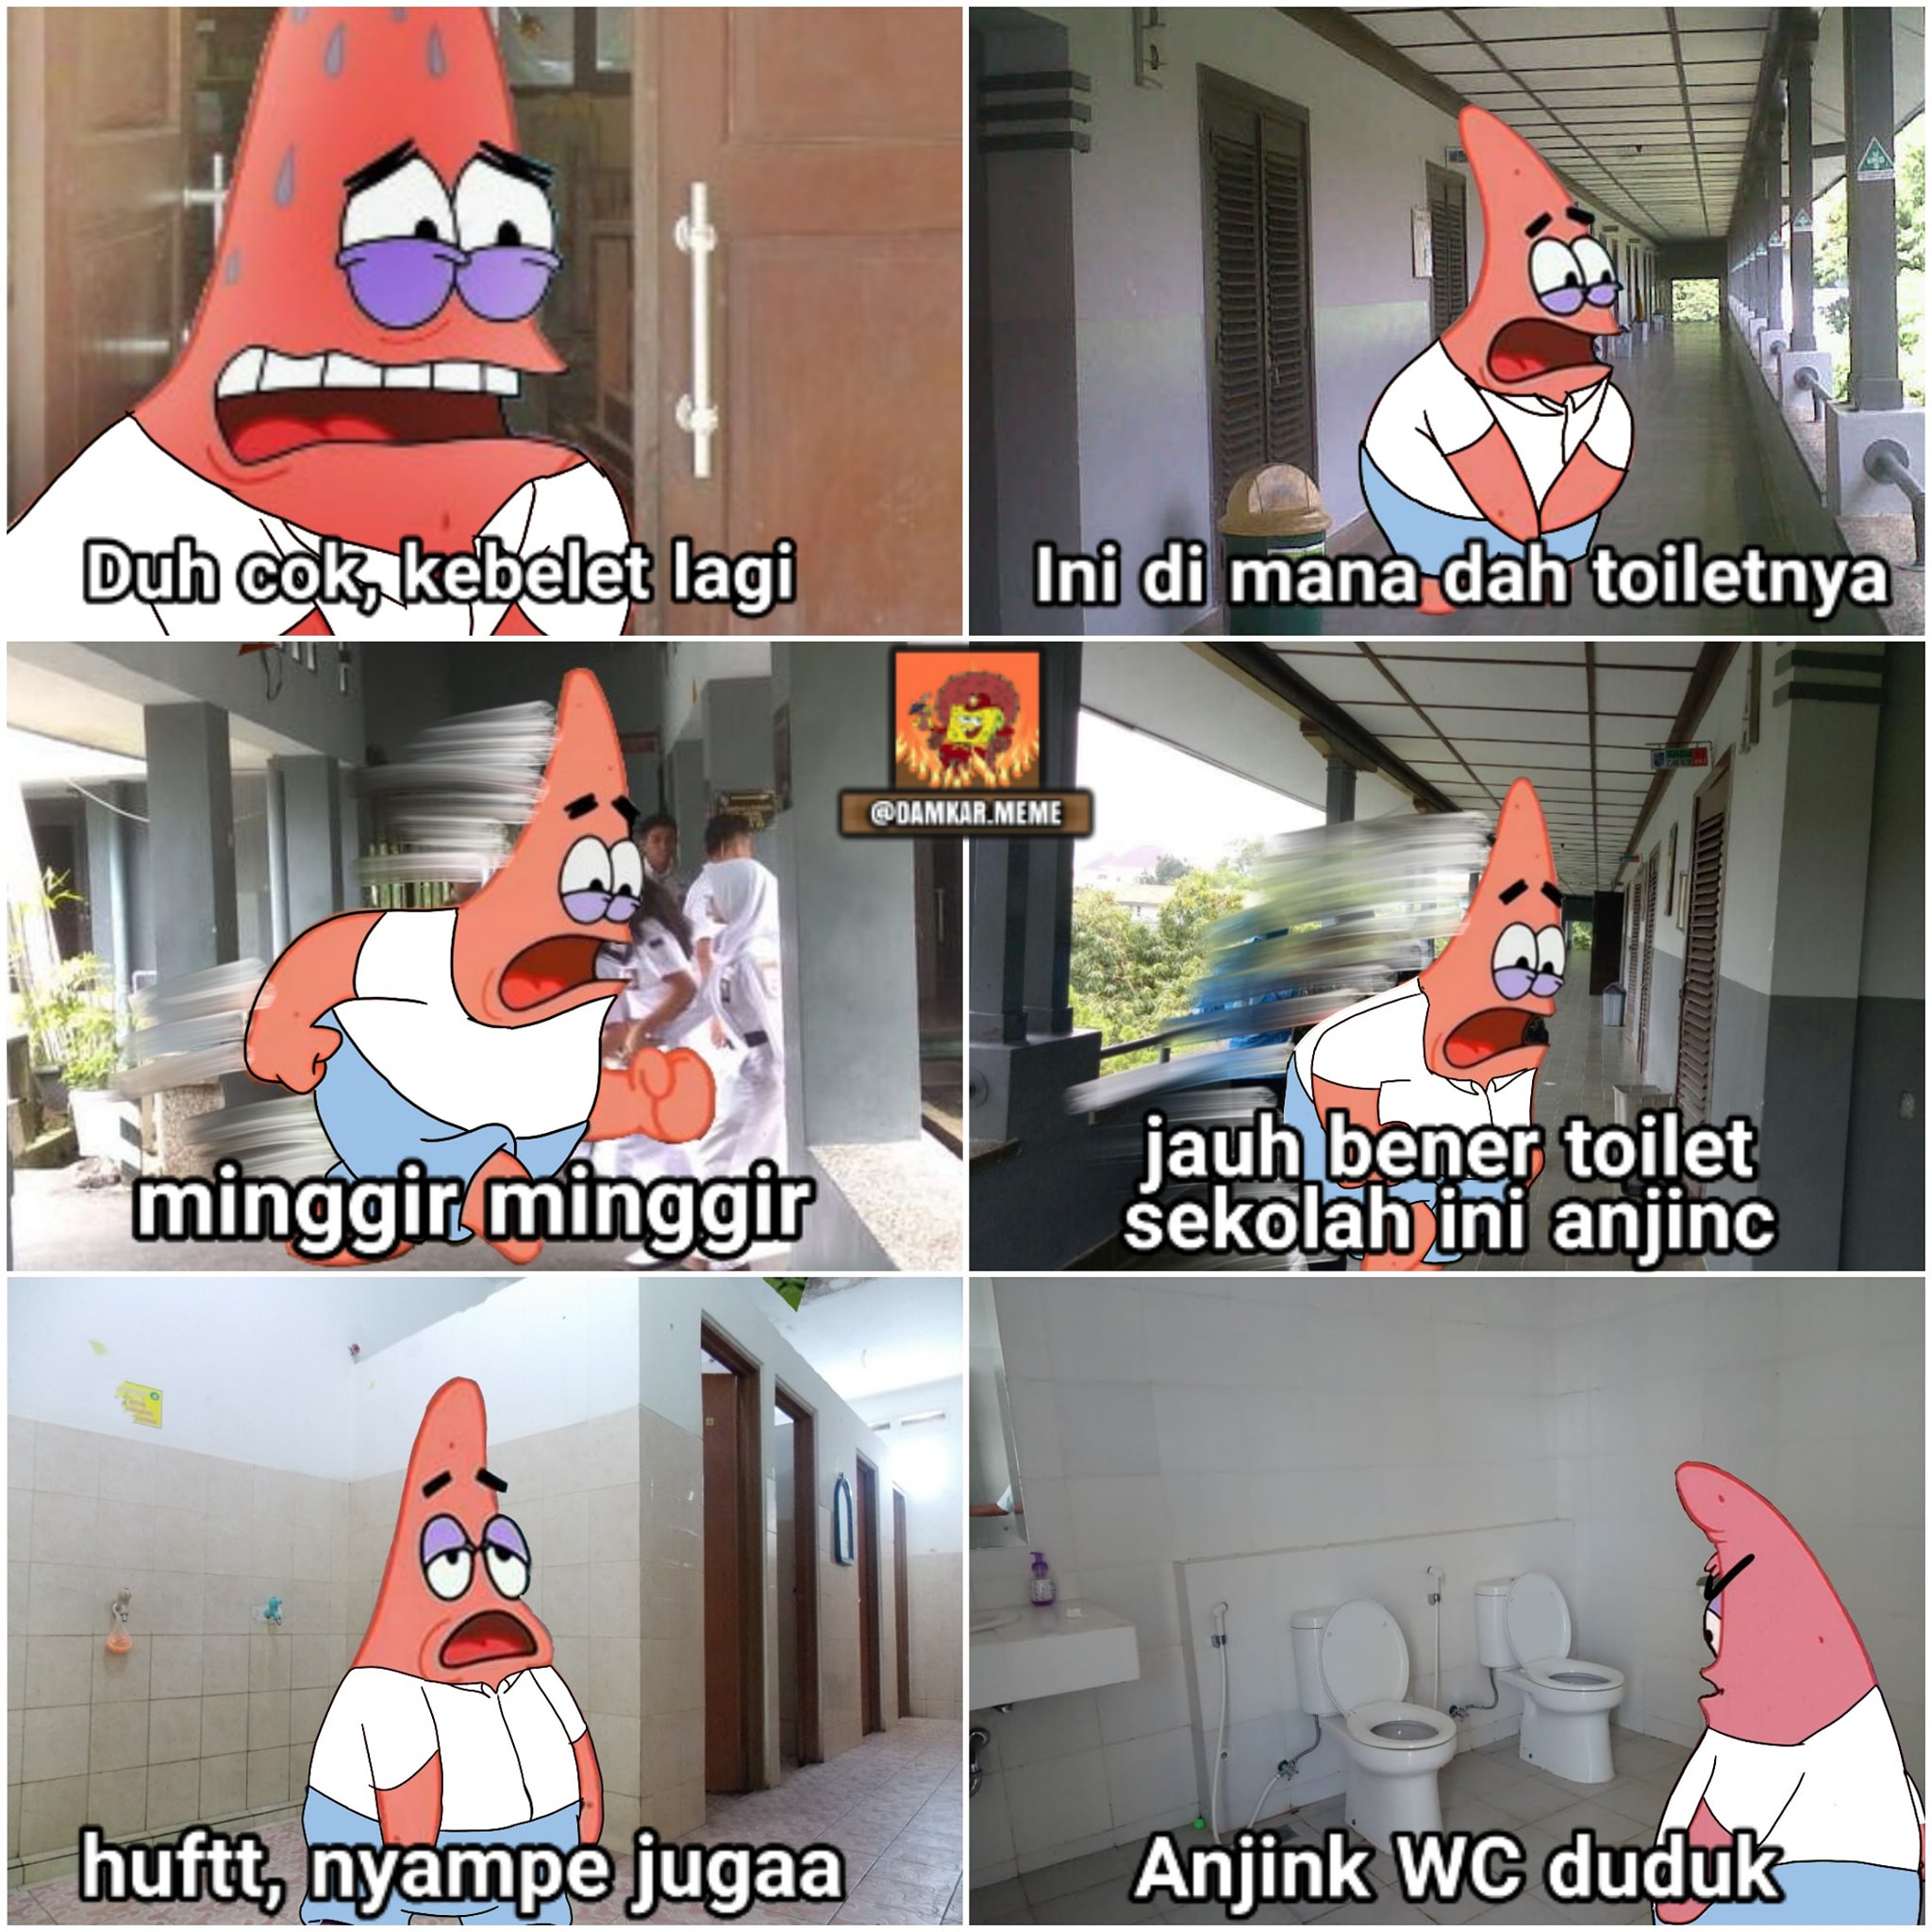 Duh cok, kebelet lagi
Ini di mana dah toiletnya
minggir minggir
@DAMKAR.MEME
jauh bener toilet
sekolah ini anjinc
huftt, nyampe jugaa
Anjink WC duduk